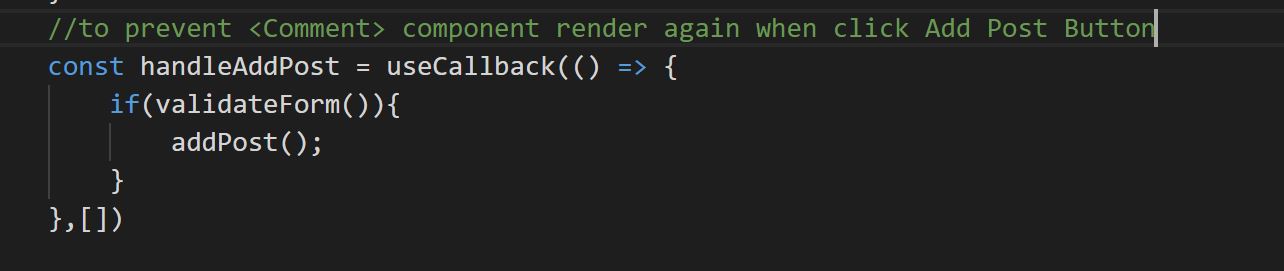 //to prevent <Comment> component render again when click Add Post Button
const handleAddPost = useCallback(() => {
if(validateForm()){
addPost();
}
},[])